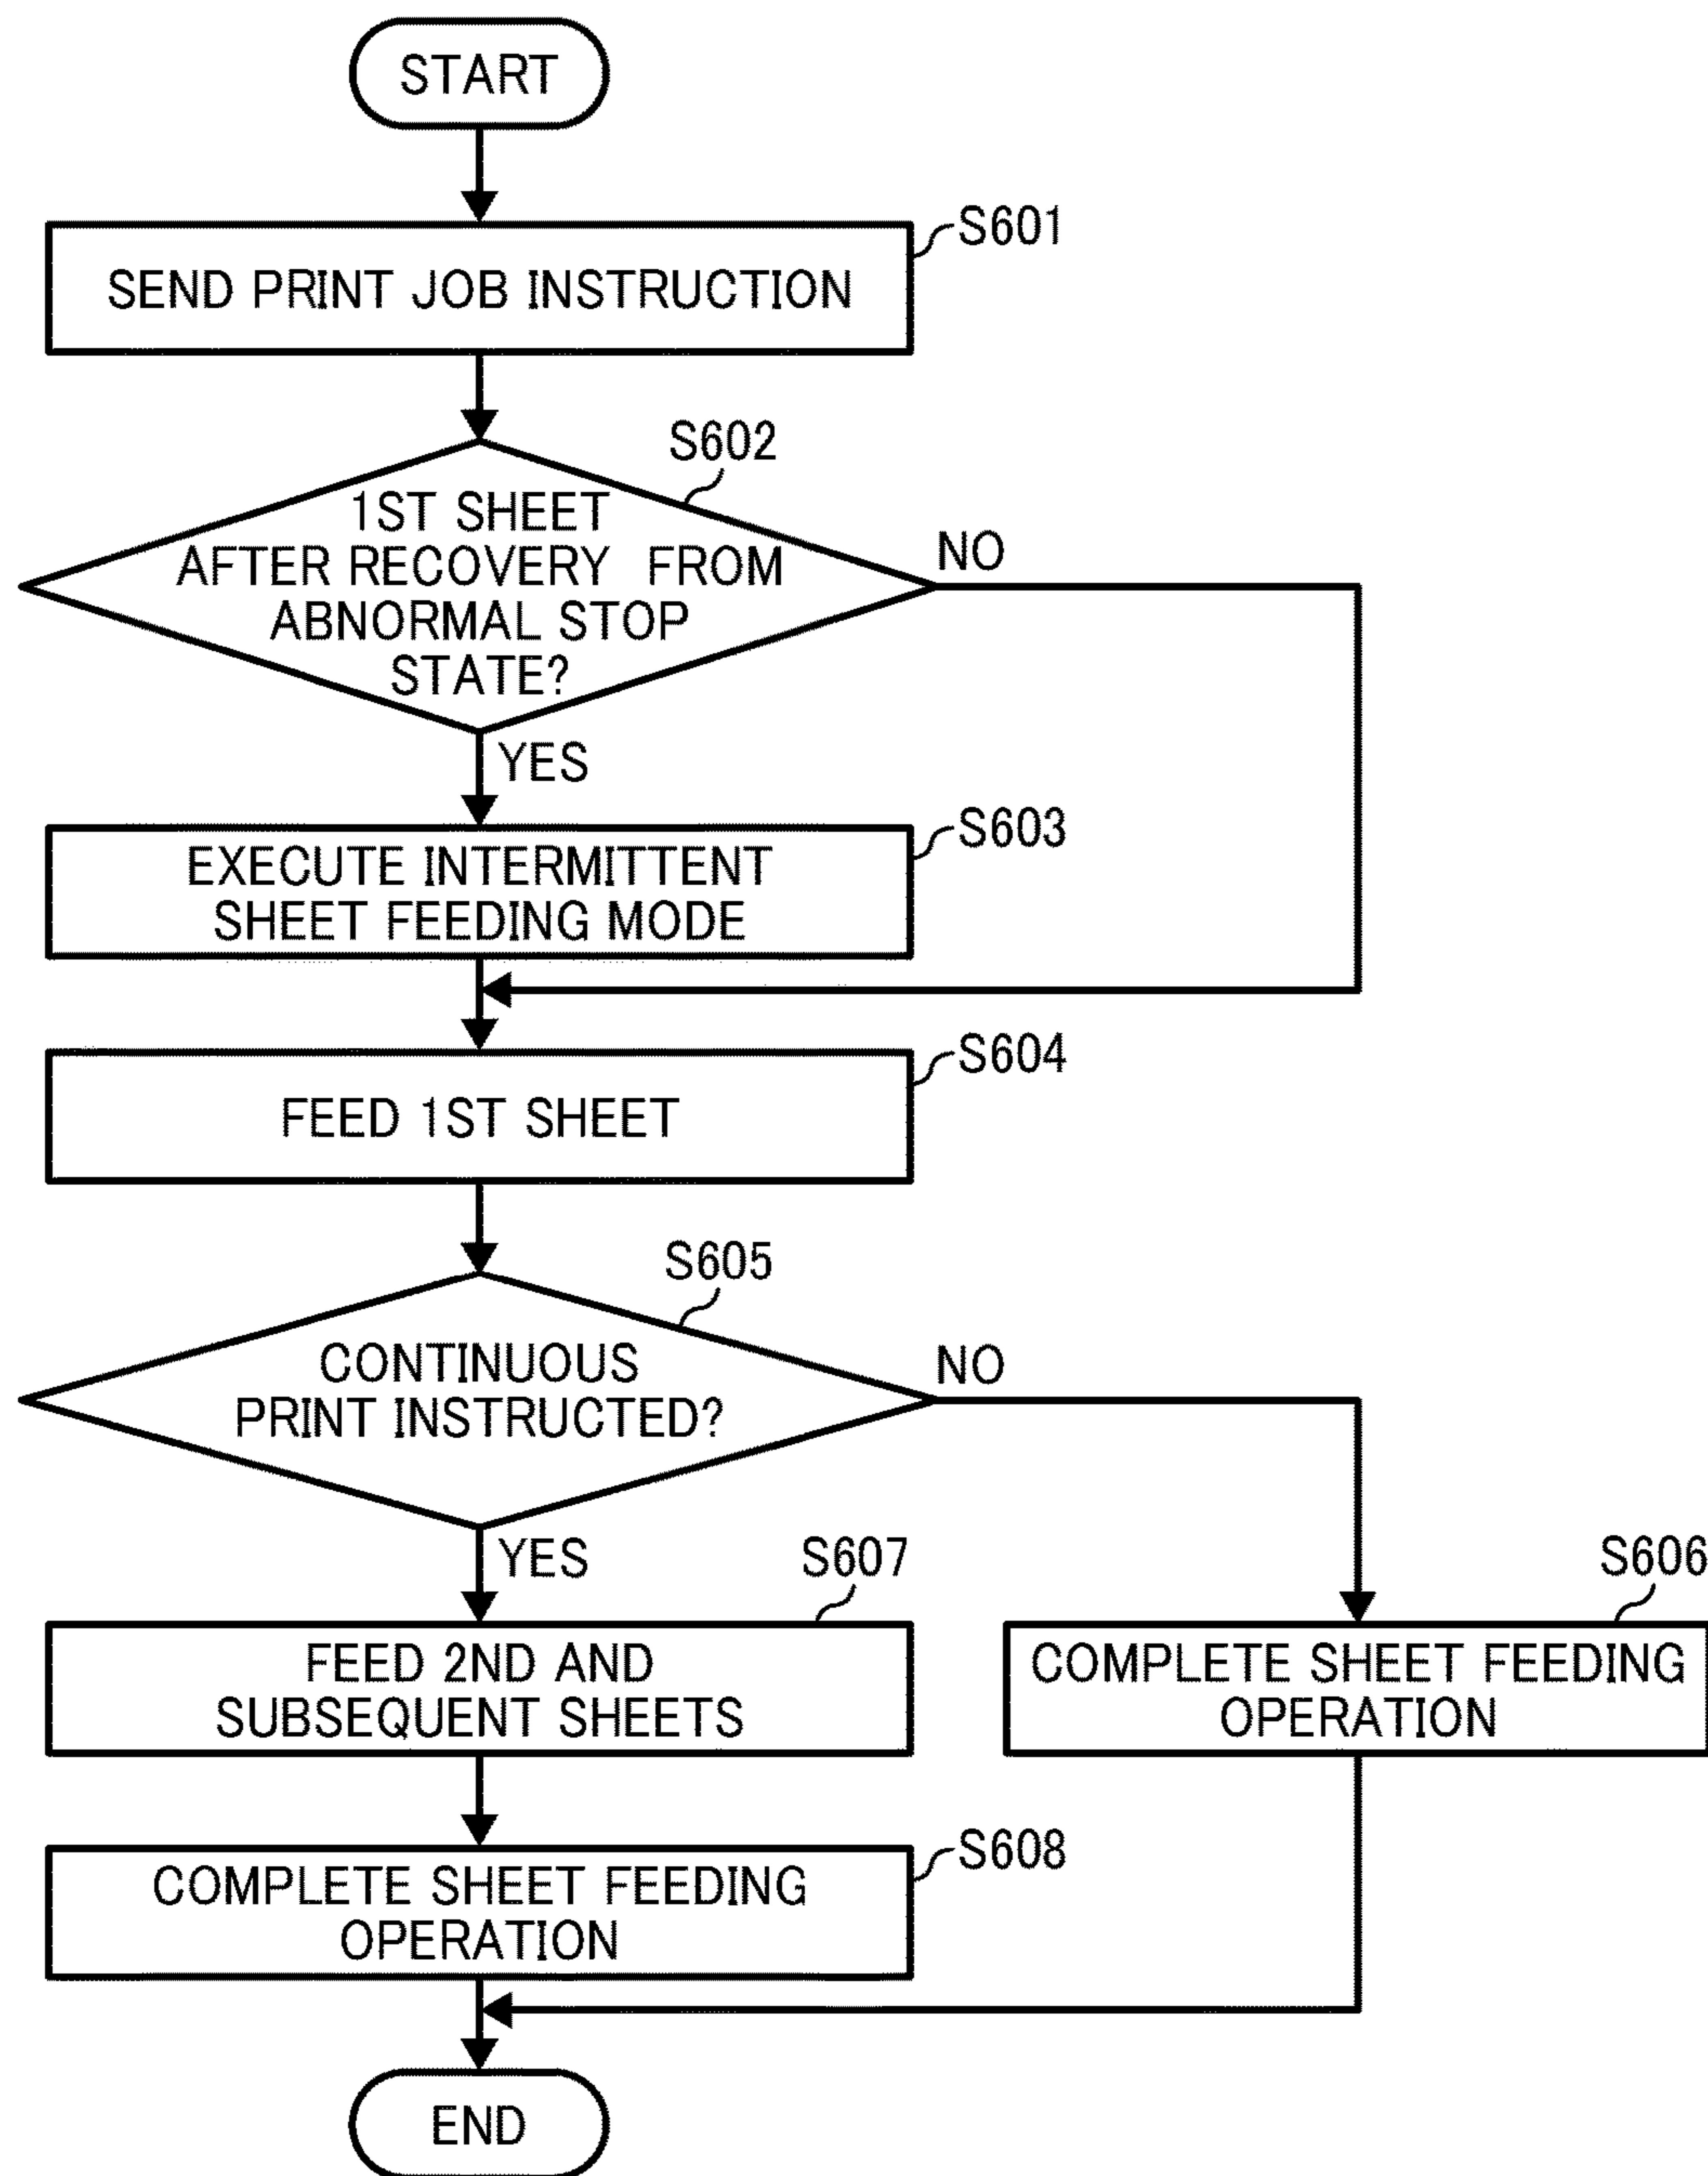 START
S601
SEND PRINT JOB INSTRUCTION
S602
1ST SHEET
AFTER RECOVERY FROM
ABNORMAL STOP
STATE?
NO
YES
S603
EXECUTE INTERMITTENT
SHEET FEEDING MODE
S604
FEED 1ST SHEET
S605
CONTINUOUS
PRINT INSTRUCTED?
NO
YES
S607
FEED 2ND AND
SUBSEQUENT SHEETS
S606
COMPLETE SHEET FEEDING
OPERATION
S608
COMPLETE SHEET FEEDING
OPERATION
END